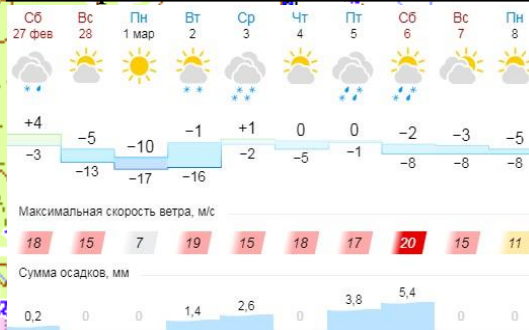 Сб Вс Пн Вт Ср Чт Пт Сб Вс Пн
27 фев 28 1 мар 2 3 4 5 6 7 8
+4 −5 −10 −1 +1 0 0 −2 −3 −5
−3 −13 −17 −16 −2 −5 −1 −8 −8 −8
Максимальная скорость ветра, м/с
18 15 7 19 15 18 17 20 15 11
Сумма осадков, мм
0,2 0 0 1,4 2,6 0 3,8 5,4 0 0